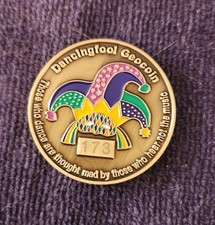 Dancingfool Geocoin
173
Those who dance are thought mad by those who hear not the music